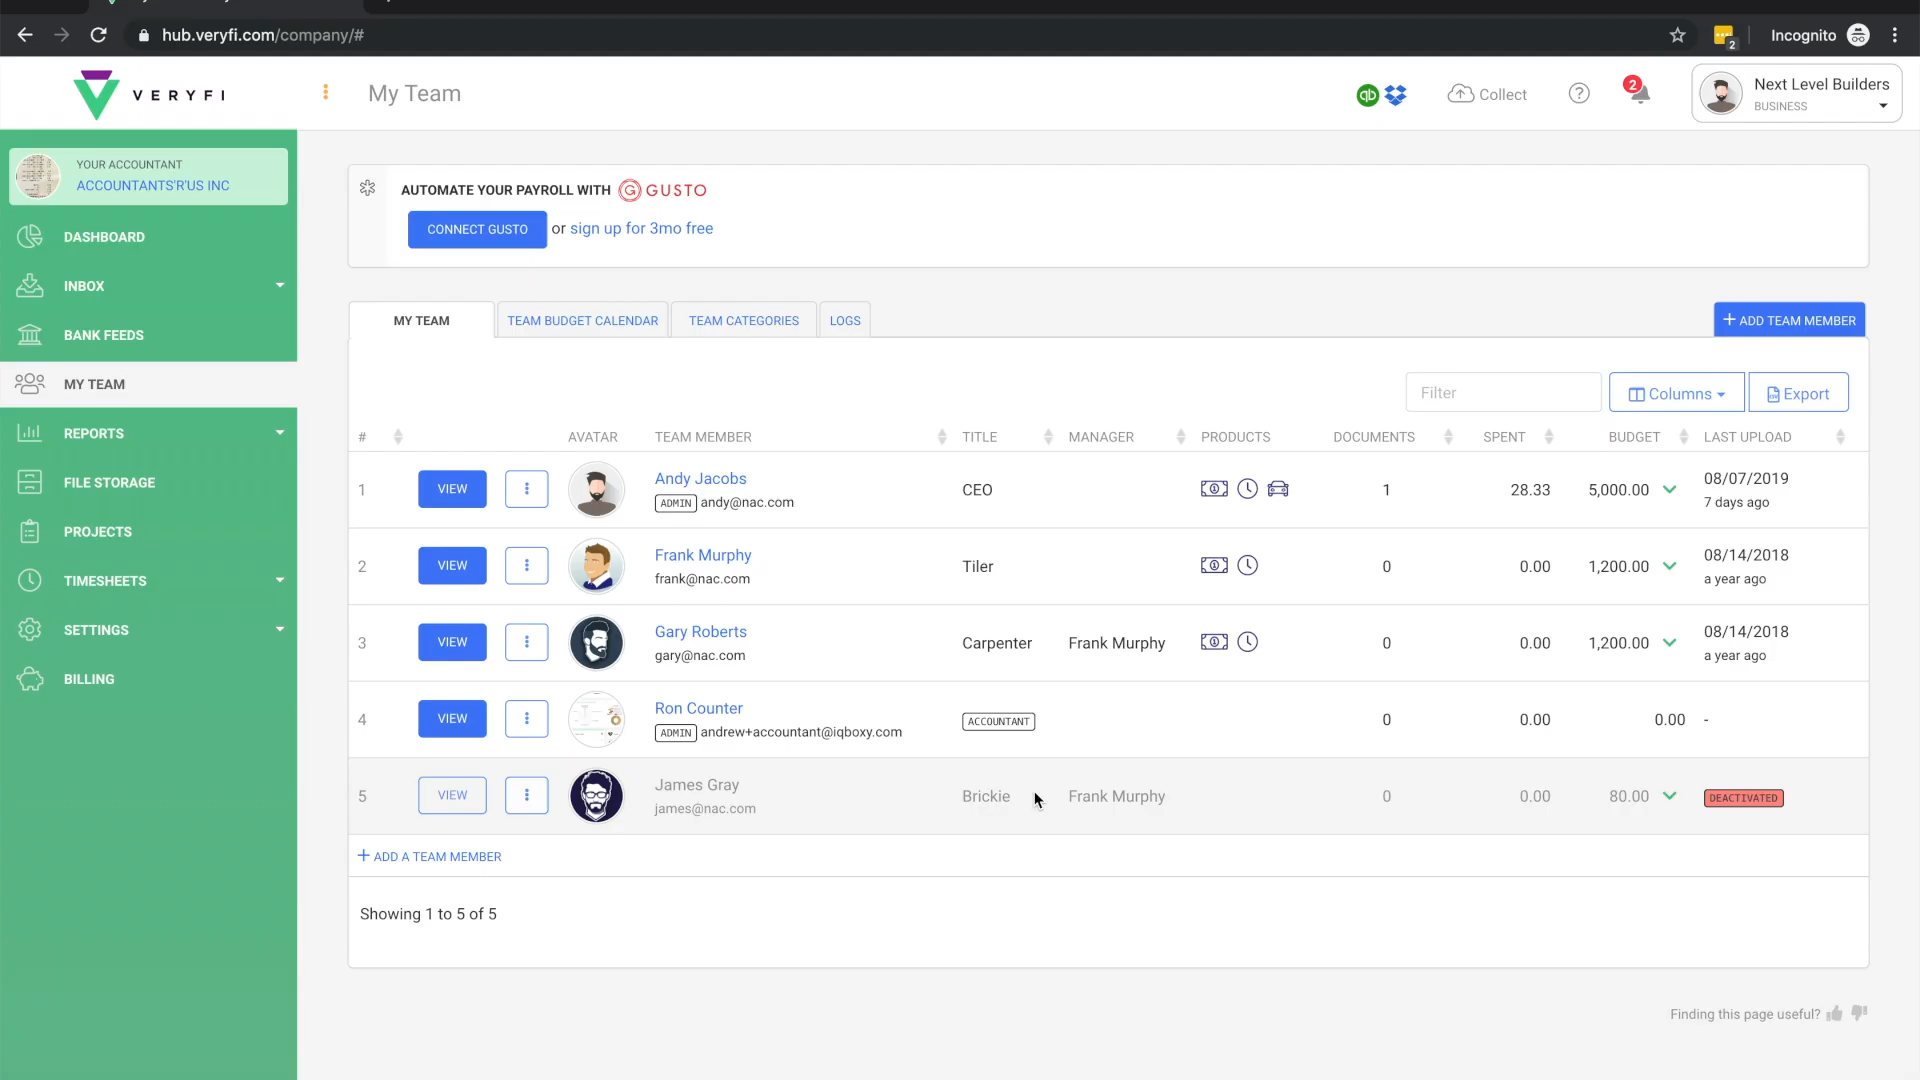 hub.veryfi.com/company/#
2
Incognito
VERYFI
My Team
qb
Collect
?
2
Next Level Builders
BUSINESS
YOUR ACCOUNTANT
ACCOUNTANTS'R'US INC
DASHBOARD
INBOX
BANK FEEDS
MY TEAM
REPORTS
FILE STORAGE
PROJECTS
TIMESHEETS
SETTINGS
BILLING
AUTOMATE YOUR PAYROLL WITH G GUSTO
CONNECT GUSTO or sign up for 3mo free
MY TEAM TEAM BUDGET CALENDAR TEAM CATEGORIES LOGS + ADD TEAM MEMBER
Filter Columns Export
# AVATAR TEAM MEMBER TITLE MANAGER PRODUCTS DOCUMENTS SPENT BUDGET LAST UPLOAD
1 VIEW Andy Jacobs CEO 1 28.33 5,000.00 08/07/2019
ADMIN andy@nac.com 7 days ago
2 VIEW Frank Murphy Tiler 0 0.00 1,200.00 08/14/2018
frank@nac.com a year ago
3 VIEW Gary Roberts Carpenter Frank Murphy 0 0.00 1,200.00 08/14/2018
gary@nac.com a year ago
4 VIEW Ron Counter ACCOUNTANT 0 0.00 0.00 -
ADMIN andrew+accountant@iqboxy.com
5 VIEW James Gray Brickie Frank Murphy 0 0.00 80.00 DEACTIVATED
james@nac.com
+ ADD A TEAM MEMBER
Showing 1 to 5 of 5
Finding this page useful?